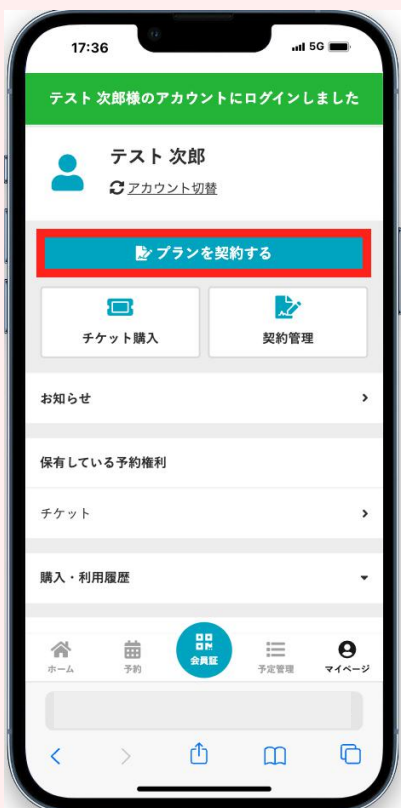 17:36
5G
テスト 次郎様のアカウントにログインしました
テスト 次郎
アカウント切替
プランを契約する
チケット購入
契約管理
お知らせ
保有している予約権利
チケット
購入・利用履歴
ホーム
予約
会員証
予定管理
マイページ